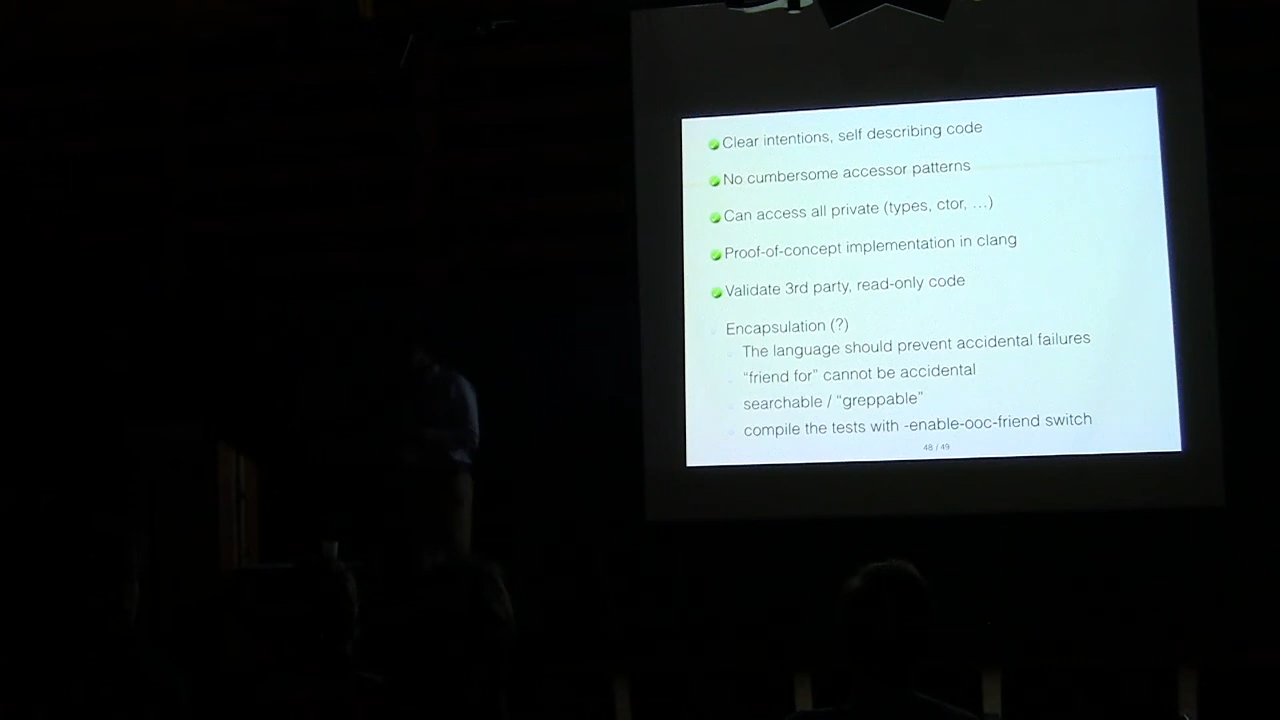 Clear intentions, self describing code
No cumbersome accessor patterns
Can access all private (types, ctor, …)
Proof-of-concept implementation in clang
Validate 3rd party, read-only code
Encapsulation (?)
The language should prevent accidental failures
“friend for” cannot be accidental
searchable / “greppable”
compile the tests with -enable-ooc-friend switch
48 / 49